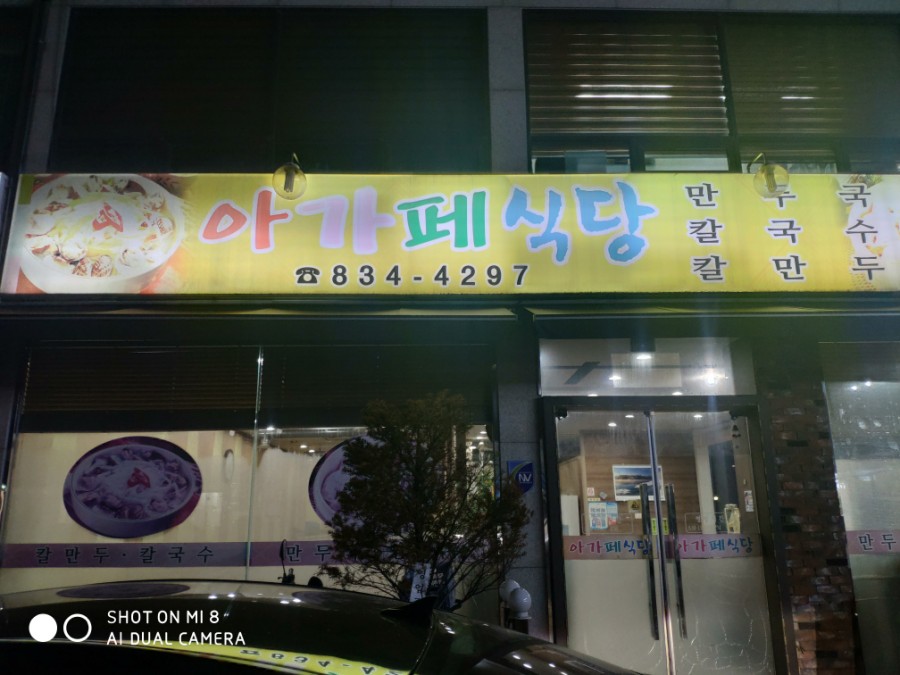 아가페식당
☎834-4297
만두국
칼국수
칼만두
칼만두·칼국수
만두
아가페식당 아가페식당
만두
NV
SHOT ON MI 8
AI DUAL CAMERA